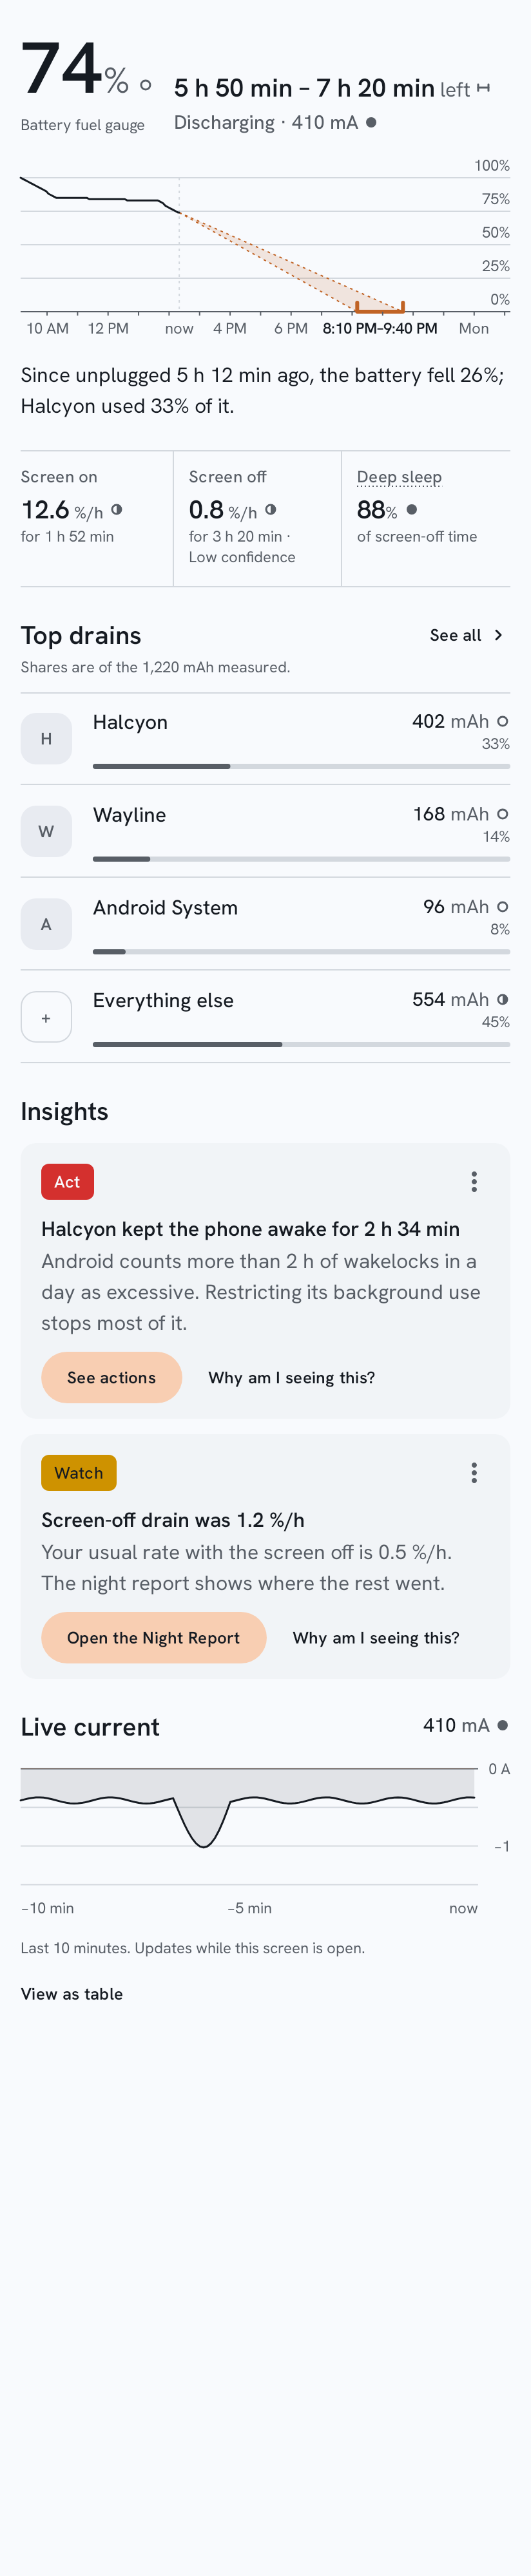 74%
5 h 50 min – 7 h 20 min left
Battery fuel gauge
Discharging · 410 mA
100%
75%
50%
25%
0%
10 AM 12 PM now 4 PM 6 PM 8:10 PM–9:40 PM Mon
Since unplugged 5 h 12 min ago, the battery fell 26%;
Halcyon used 33% of it.
Screen on
12.6 %/h
for 1 h 52 min
Screen off
0.8 %/h
for 3 h 20 min ·
Low confidence
Deep sleep
88%
of screen-off time
Top drains
See all
Shares are of the 1,220 mAh measured.
H
Halcyon
402 mAh
33%
W
Wayline
168 mAh
14%
A
Android System
96 mAh
8%
+
Everything else
554 mAh
45%
Insights
Act
Halcyon kept the phone awake for 2 h 34 min
Android counts more than 2 h of wakelocks in a
day as excessive. Restricting its background use
stops most of it.
See actions
Why am I seeing this?
Watch
Screen-off drain was 1.2 %/h
Your usual rate with the screen off is 0.5 %/h.
The night report shows where the rest went.
Open the Night Report
Why am I seeing this?
Live current
410 mA
0 A
−1
−10 min −5 min now
Last 10 minutes. Updates while this screen is open.
View as table